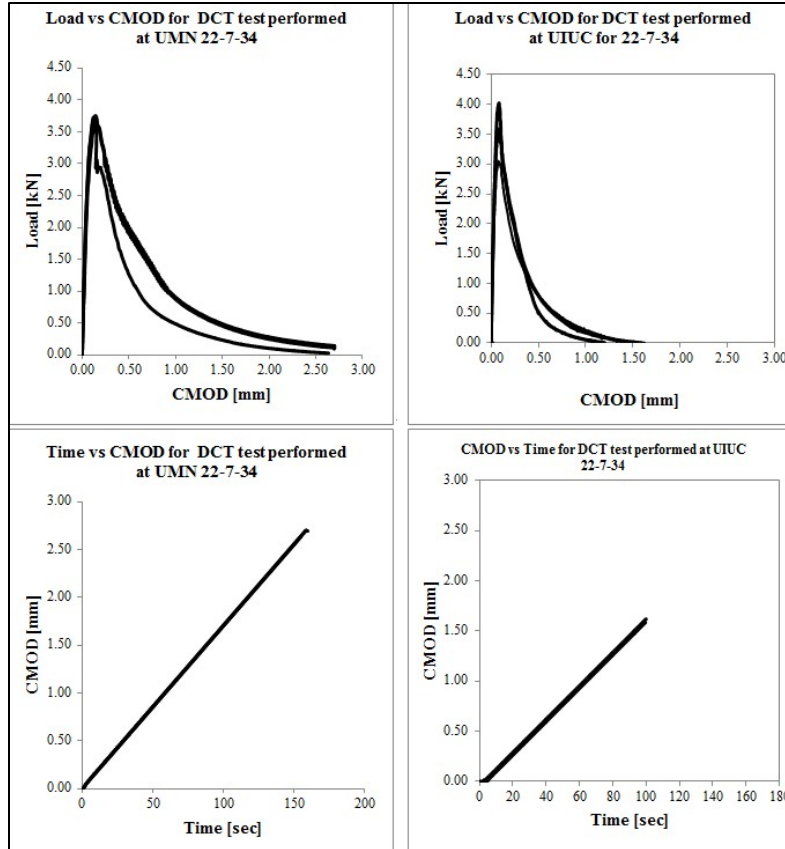 Load vs CMOD for DCT test performed
at UMN 22-7-34
4.50
4.00
3.50
3.00
2.50
2.00
1.50
1.00
0.50
0.00
Load [kN]
0.00 0.50 1.00 1.50 2.00 2.50 3.00
CMOD [mm]
Load vs CMOD for DCT test performed
at UIUC for 22-7-34
4.50
4.00
3.50
3.00
2.50
2.00
1.50
1.00
0.50
0.00
Load [kN]
0.00 0.50 1.00 1.50 2.00 2.50 3.00
CMOD [mm]
Time vs CMOD for DCT test performed
at UMN 22-7-34
3.00
2.50
2.00
1.50
1.00
0.50
0.00
CMOD [mm]
0 50 100 150 200
Time [sec]
CMOD vs Time for DCT test performed at UIUC
22-7-34
3.00
2.50
2.00
1.50
1.00
0.50
0.00
CMOD [mm]
0 20 40 60 80 100 120 140 160 180
Time [sec]